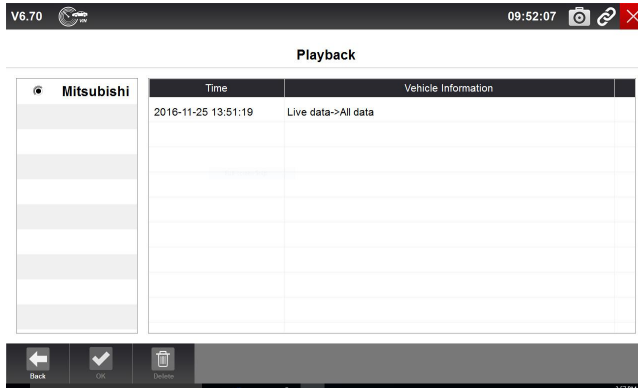 V6.70 VIN 09:52:07
Playback
Mitsubishi
Time Vehicle Information
2016-11-25 13:51:19 Live data->All data
Back OK Delete